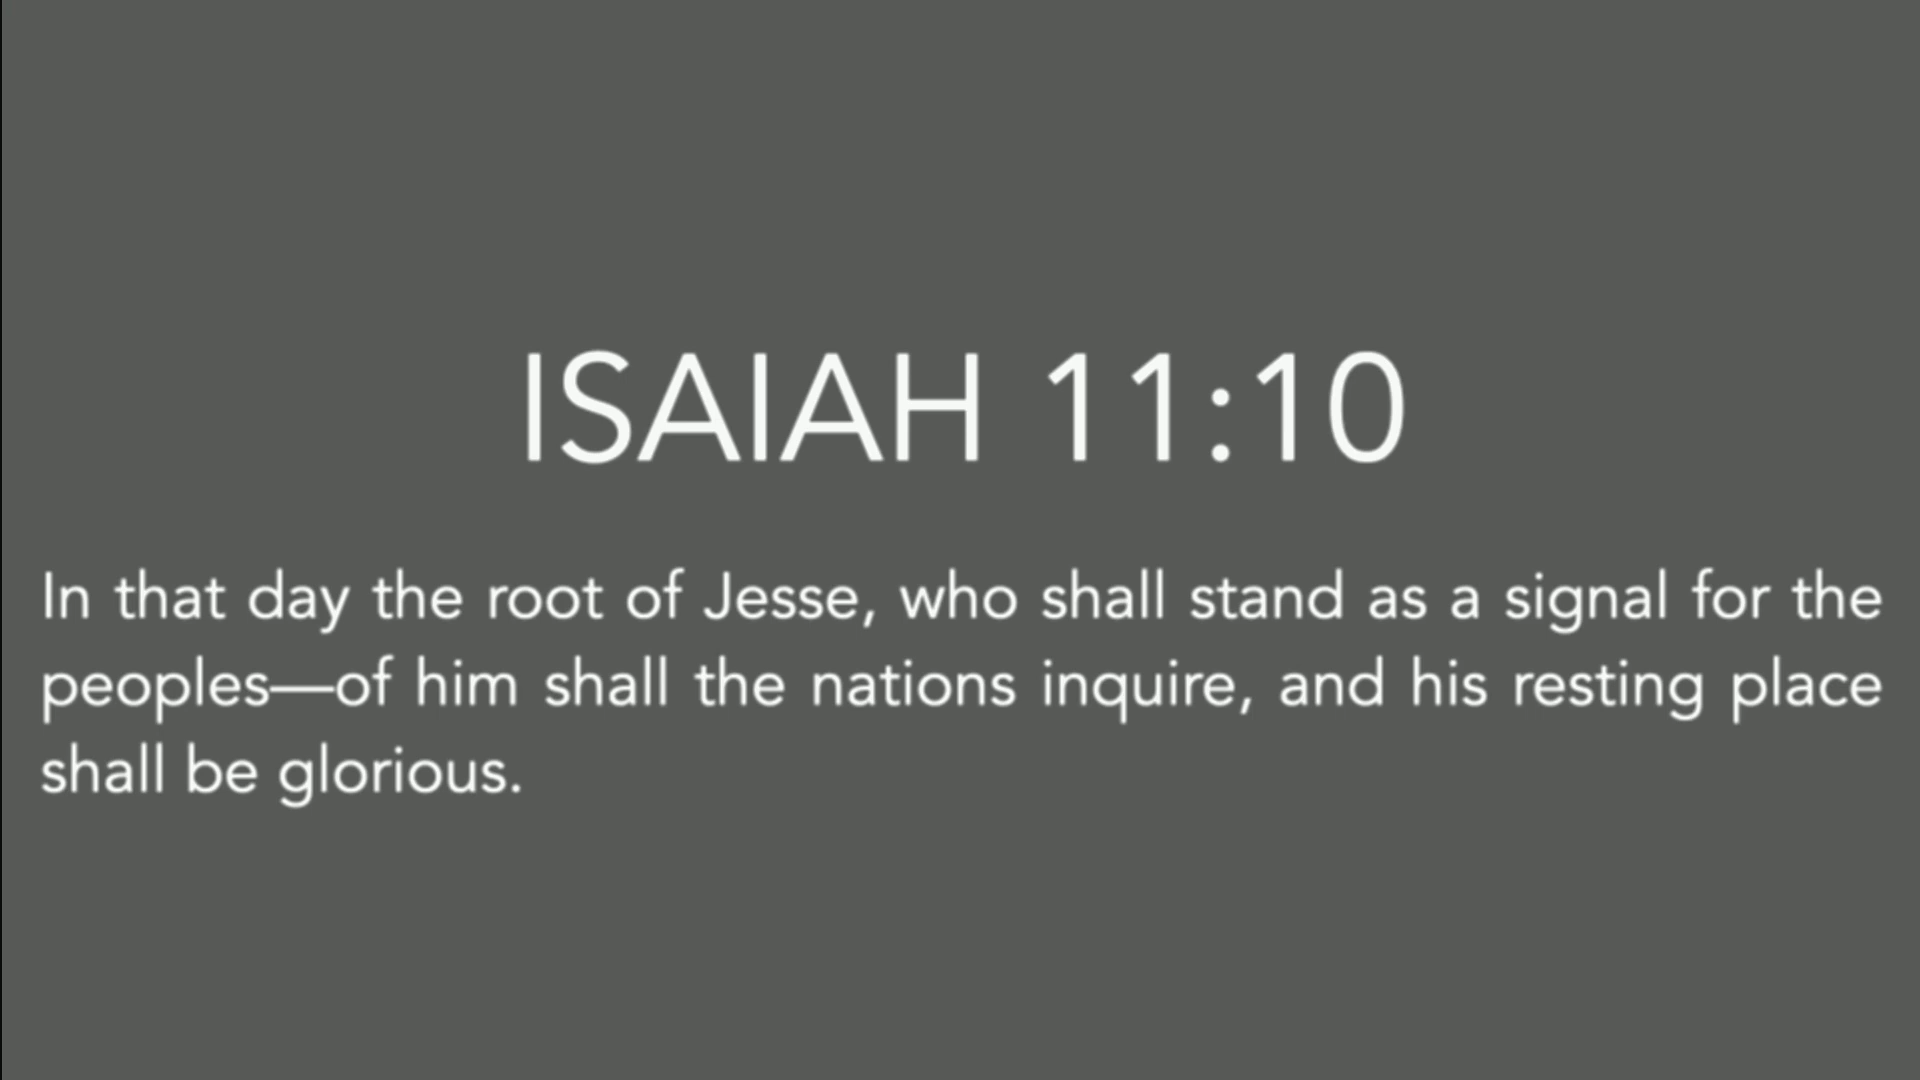 ISAIAH 11:10
In that day the root of Jesse, who shall stand as a signal for the
peoples—of him shall the nations inquire, and his resting place
shall be glorious.